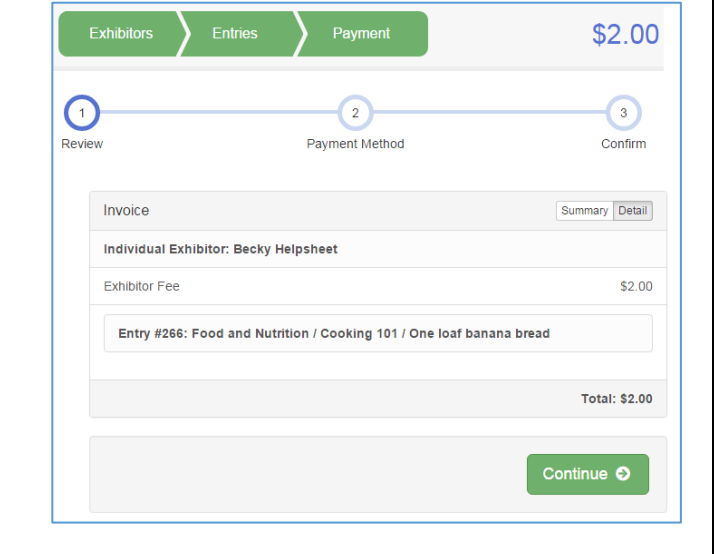 Exhibitors Entries Payment $2.00
1 2 3
Review Payment Method Confirm
Invoice Summary Detail
Individual Exhibitor: Becky Helpsheet
Exhibitor Fee $2.00
Entry #266: Food and Nutrition / Cooking 101 / One loaf banana bread
Total: $2.00
Continue